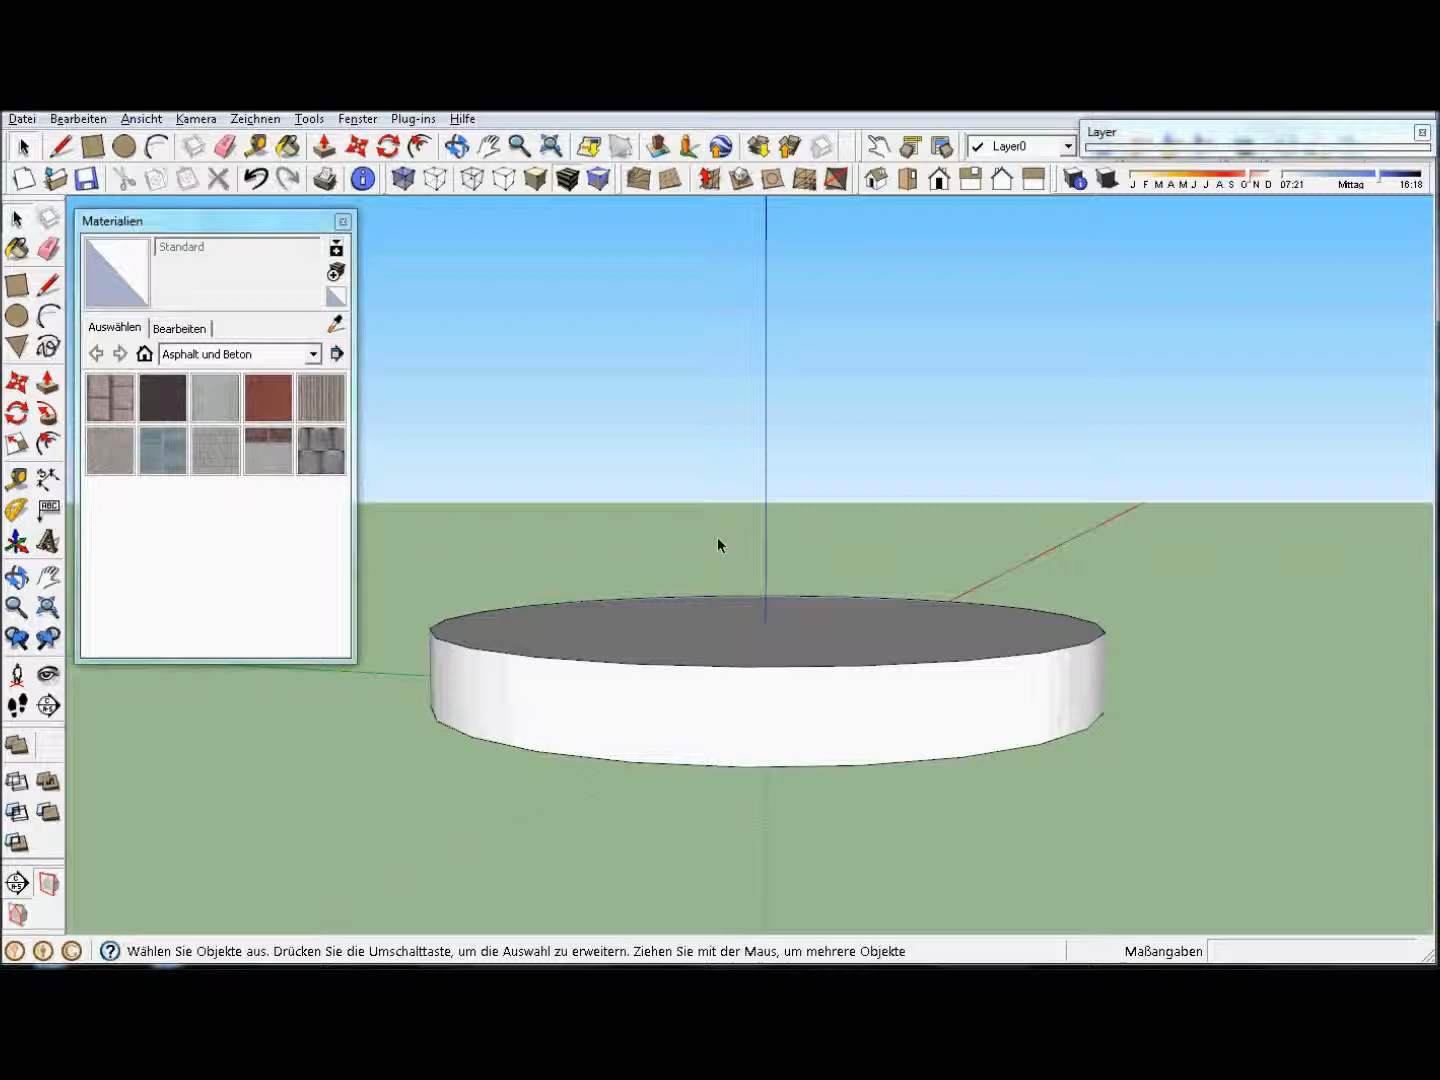 Datei Bearbeiten Ansicht Kamera Zeichnen Tools Fenster Plug-ins Hilfe
Layer
Layer0
J F M A M J J A S O N D 07:21 Mittag 16:18
Materialien
Standard
Auswählen Bearbeiten
Asphalt und Beton
ABC
Wählen Sie Objekte aus. Drücken Sie die Umschalttaste, um die Auswahl zu erweitern. Ziehen Sie mit der Maus, um mehrere Objekte
Maßangaben